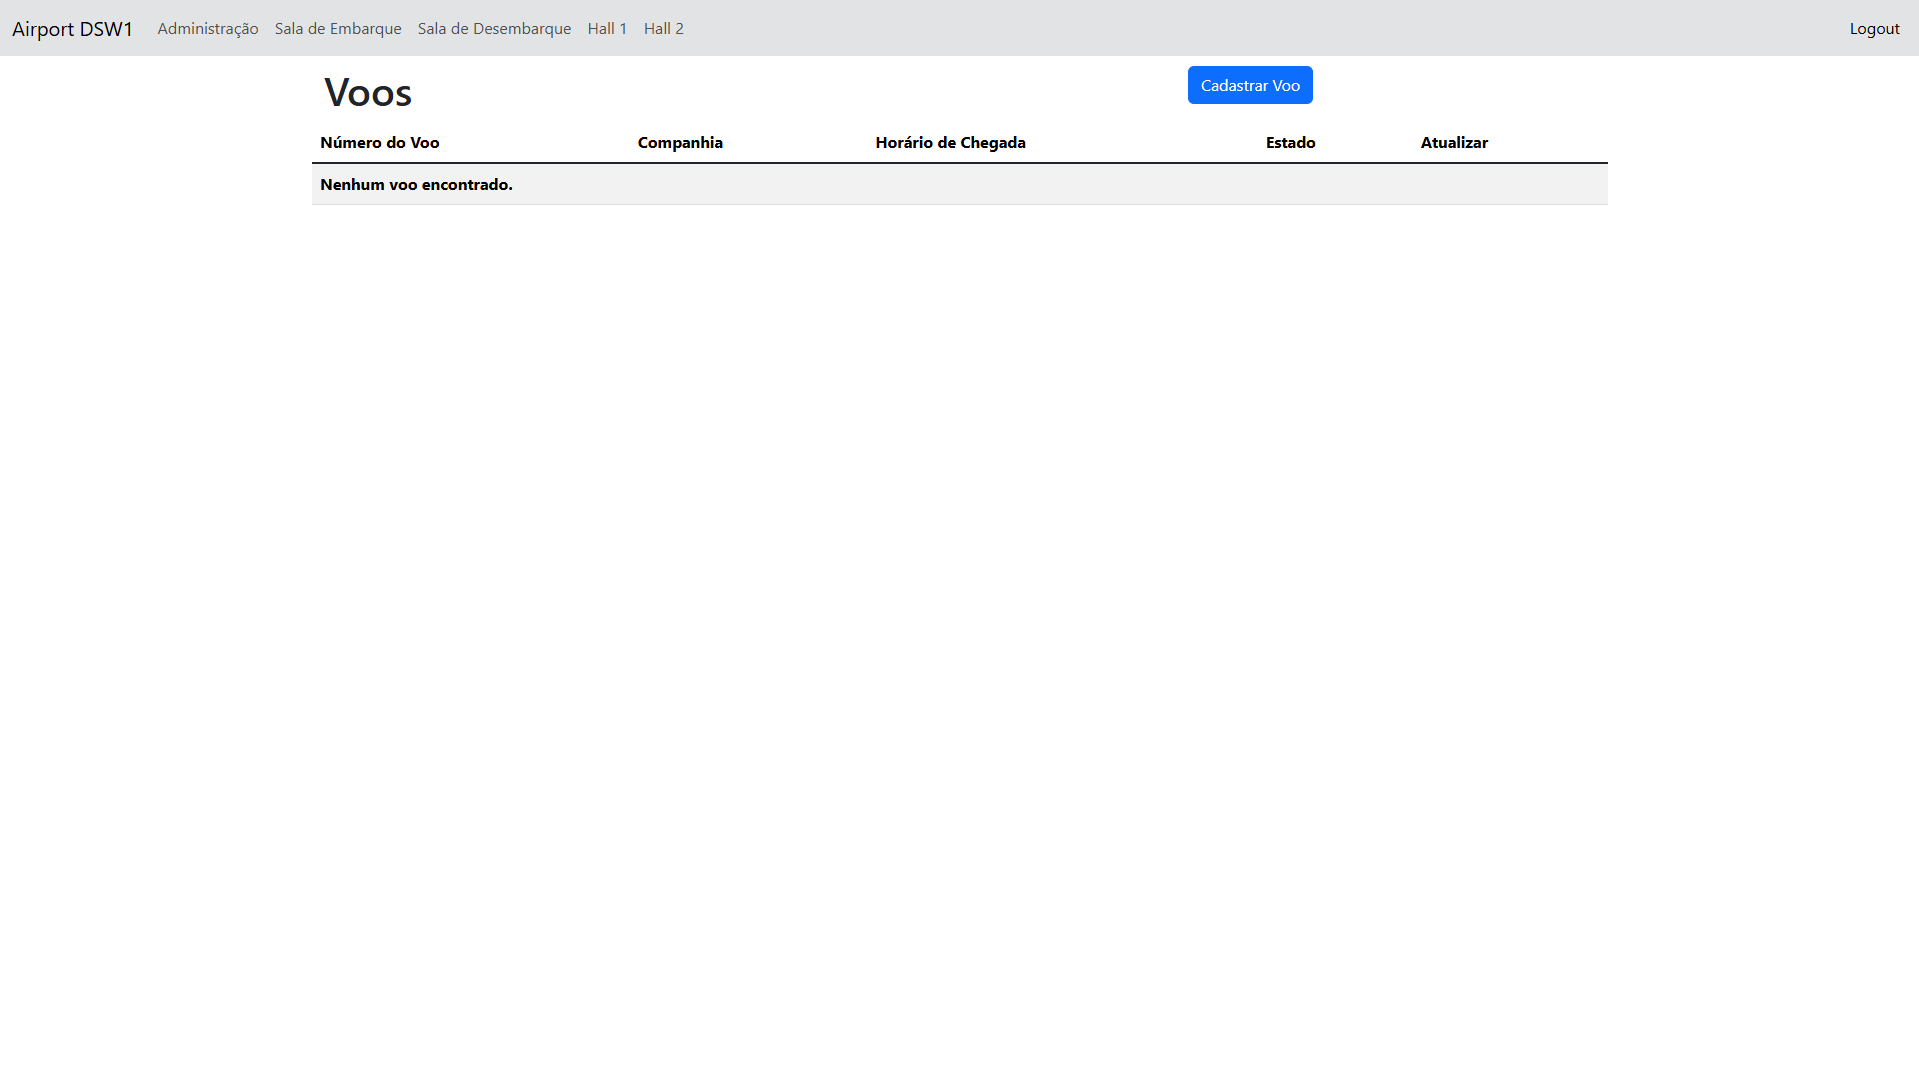 Airport DSW1 Administração Sala de Embarque Sala de Desembarque Hall 1 Hall 2 Logout
Voos Cadastrar Voo
Número do Voo Companhia Horário de Chegada Estado Atualizar
Nenhum voo encontrado.